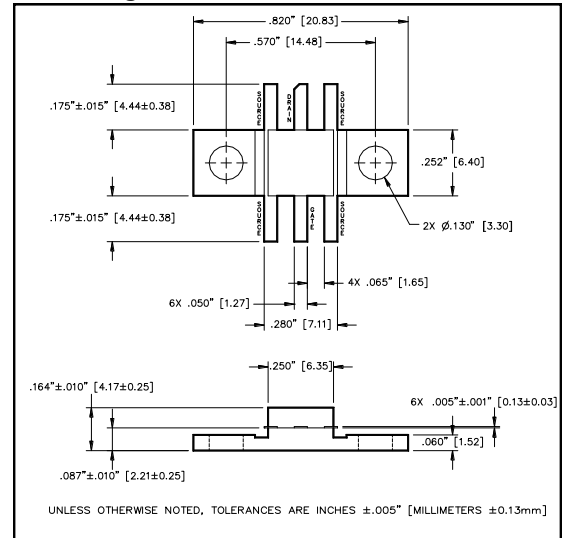 .820" [20.83]
.570" [14.48]
.175"±.015" [4.44±0.38]
SOURCE
DRAIN
SOURCE
.252" [6.40]
.175"±.015" [4.44±0.38]
SOURCE
GATE
SOURCE
2X Ø.130" [3.30]
4X .065" [1.65]
6X .050" [1.27]
.280" [7.11]
.250" [6.35]
.164"±.010" [4.17±0.25]
6X .005"±.001" [0.13±0.03]
.060" [1.52]
.087"±.010" [2.21±0.25]
UNLESS OTHERWISE NOTED, TOLERANCES ARE INCHES ±.005" [MILLIMETERS ±0.13mm]